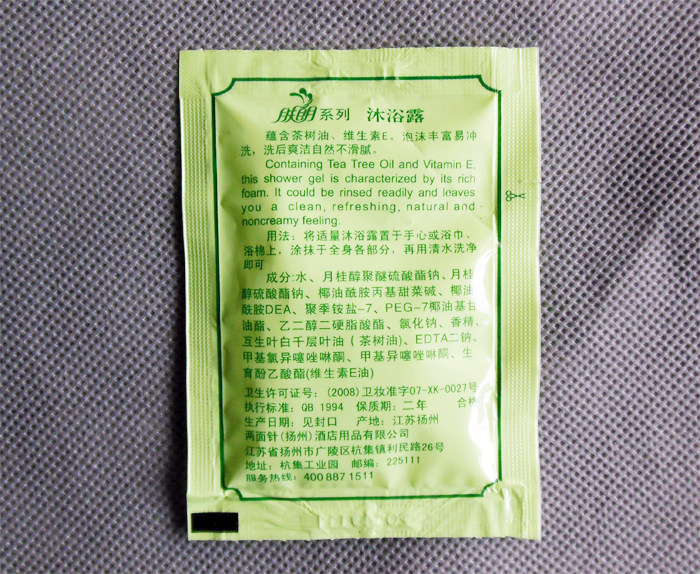 肤朗系列 沐浴露
蕴含茶树油、维生素E。泡沫丰富易冲
洗，洗后爽洁自然不滑腻。
Containing Tea Tree Oil and Vitamin E,
this shower gel is characterized by its rich
foam. It could be rinsed readily and leaves
you a clean, refreshing, natural and
noncreamy feeling.
用法：将适量沐浴露置于手心或浴巾、
浴棉上，涂抹于全身各部分，再用清水洗净
即可
成分:水、月桂醇聚醚硫酸酯钠、月桂
醇硫酸酯钠、椰油酰胺丙基甜菜碱、椰油
酰胺DEA、聚季铵盐-7、PEG-7椰油基甘
油酯、乙二醇二硬脂酸酯、氯化钠、香精、
互生叶白千层叶油（茶树油)、EDTA二钠、
甲基氯异噻唑啉酮、甲基异噻唑啉酮、生
育酚乙酸酯(维生素E油)
卫生许可证号：(2008)卫妆准字07-XK-0027号
执行标准：QB 1994 保质期：二年 合格
生产日期：见封口 产地：江苏扬州
两面针(扬州)酒店用品有限公司
江苏省扬州市广陵区杭集镇利民路26号
地址：杭集工业园 邮编：225111
服务热线：400 887 1511